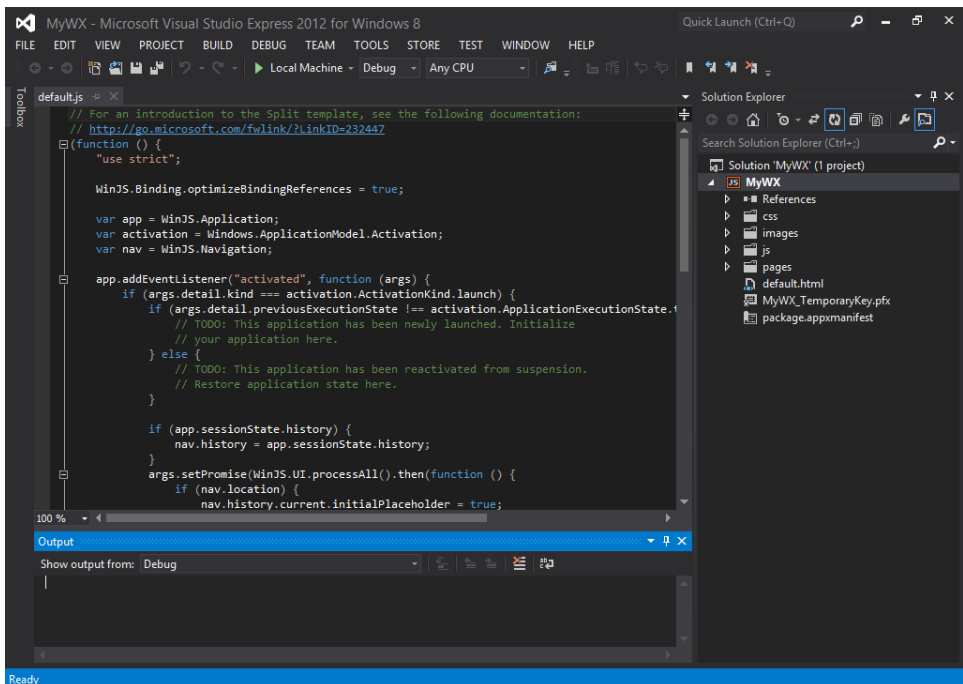 MyWX - Microsoft Visual Studio Express 2012 for Windows 8
Quick Launch (Ctrl+Q)
FILE EDIT VIEW PROJECT BUILD DEBUG TEAM TOOLS STORE TEST WINDOW HELP
Local Machine Debug Any CPU
Toolbox
default.js
// For an introduction to the Split template, see the following documentation:
// http://go.microsoft.com/fwlink/?LinkID=232447
(function () {
"use strict";
WinJS.Binding.optimizeBindingReferences = true;
var app = WinJS.Application;
var activation = Windows.ApplicationModel.Activation;
var nav = WinJS.Navigation;
app.addEventListener("activated", function (args) {
if (args.detail.kind === activation.ActivationKind.launch) {
if (args.detail.previousExecutionState !== activation.ApplicationExecutionState.t
// TODO: This application has been newly launched. Initialize
// your application here.
} else {
// TODO: This application has been reactivated from suspension.
// Restore application state here.
}
if (app.sessionState.history) {
nav.history = app.sessionState.history;
}
args.setPromise(WinJS.UI.processAll().then(function () {
if (nav.location) {
nav.history.current.initialPlaceholder = true;
100 %
Output
Show output from: Debug
Solution Explorer
Search Solution Explorer (Ctrl+;)
Solution 'MyWX' (1 project)
JS MyWX
References
css
images
js
pages
default.html
MyWX_TemporaryKey.pfx
package.appxmanifest
Ready